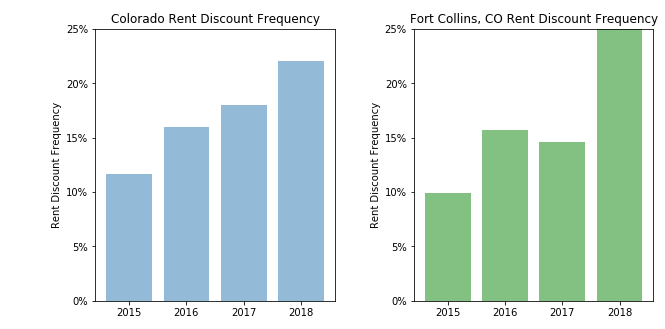 Colorado Rent Discount Frequency
Rent Discount Frequency
25%
20%
15%
10%
5%
0%
2015 2016 2017 2018
Fort Collins, CO Rent Discount Frequency
Rent Discount Frequency
25%
20%
15%
10%
5%
0%
2015 2016 2017 2018